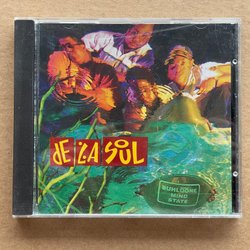 de La SOUL
BUHLOONE
MIND
STATE